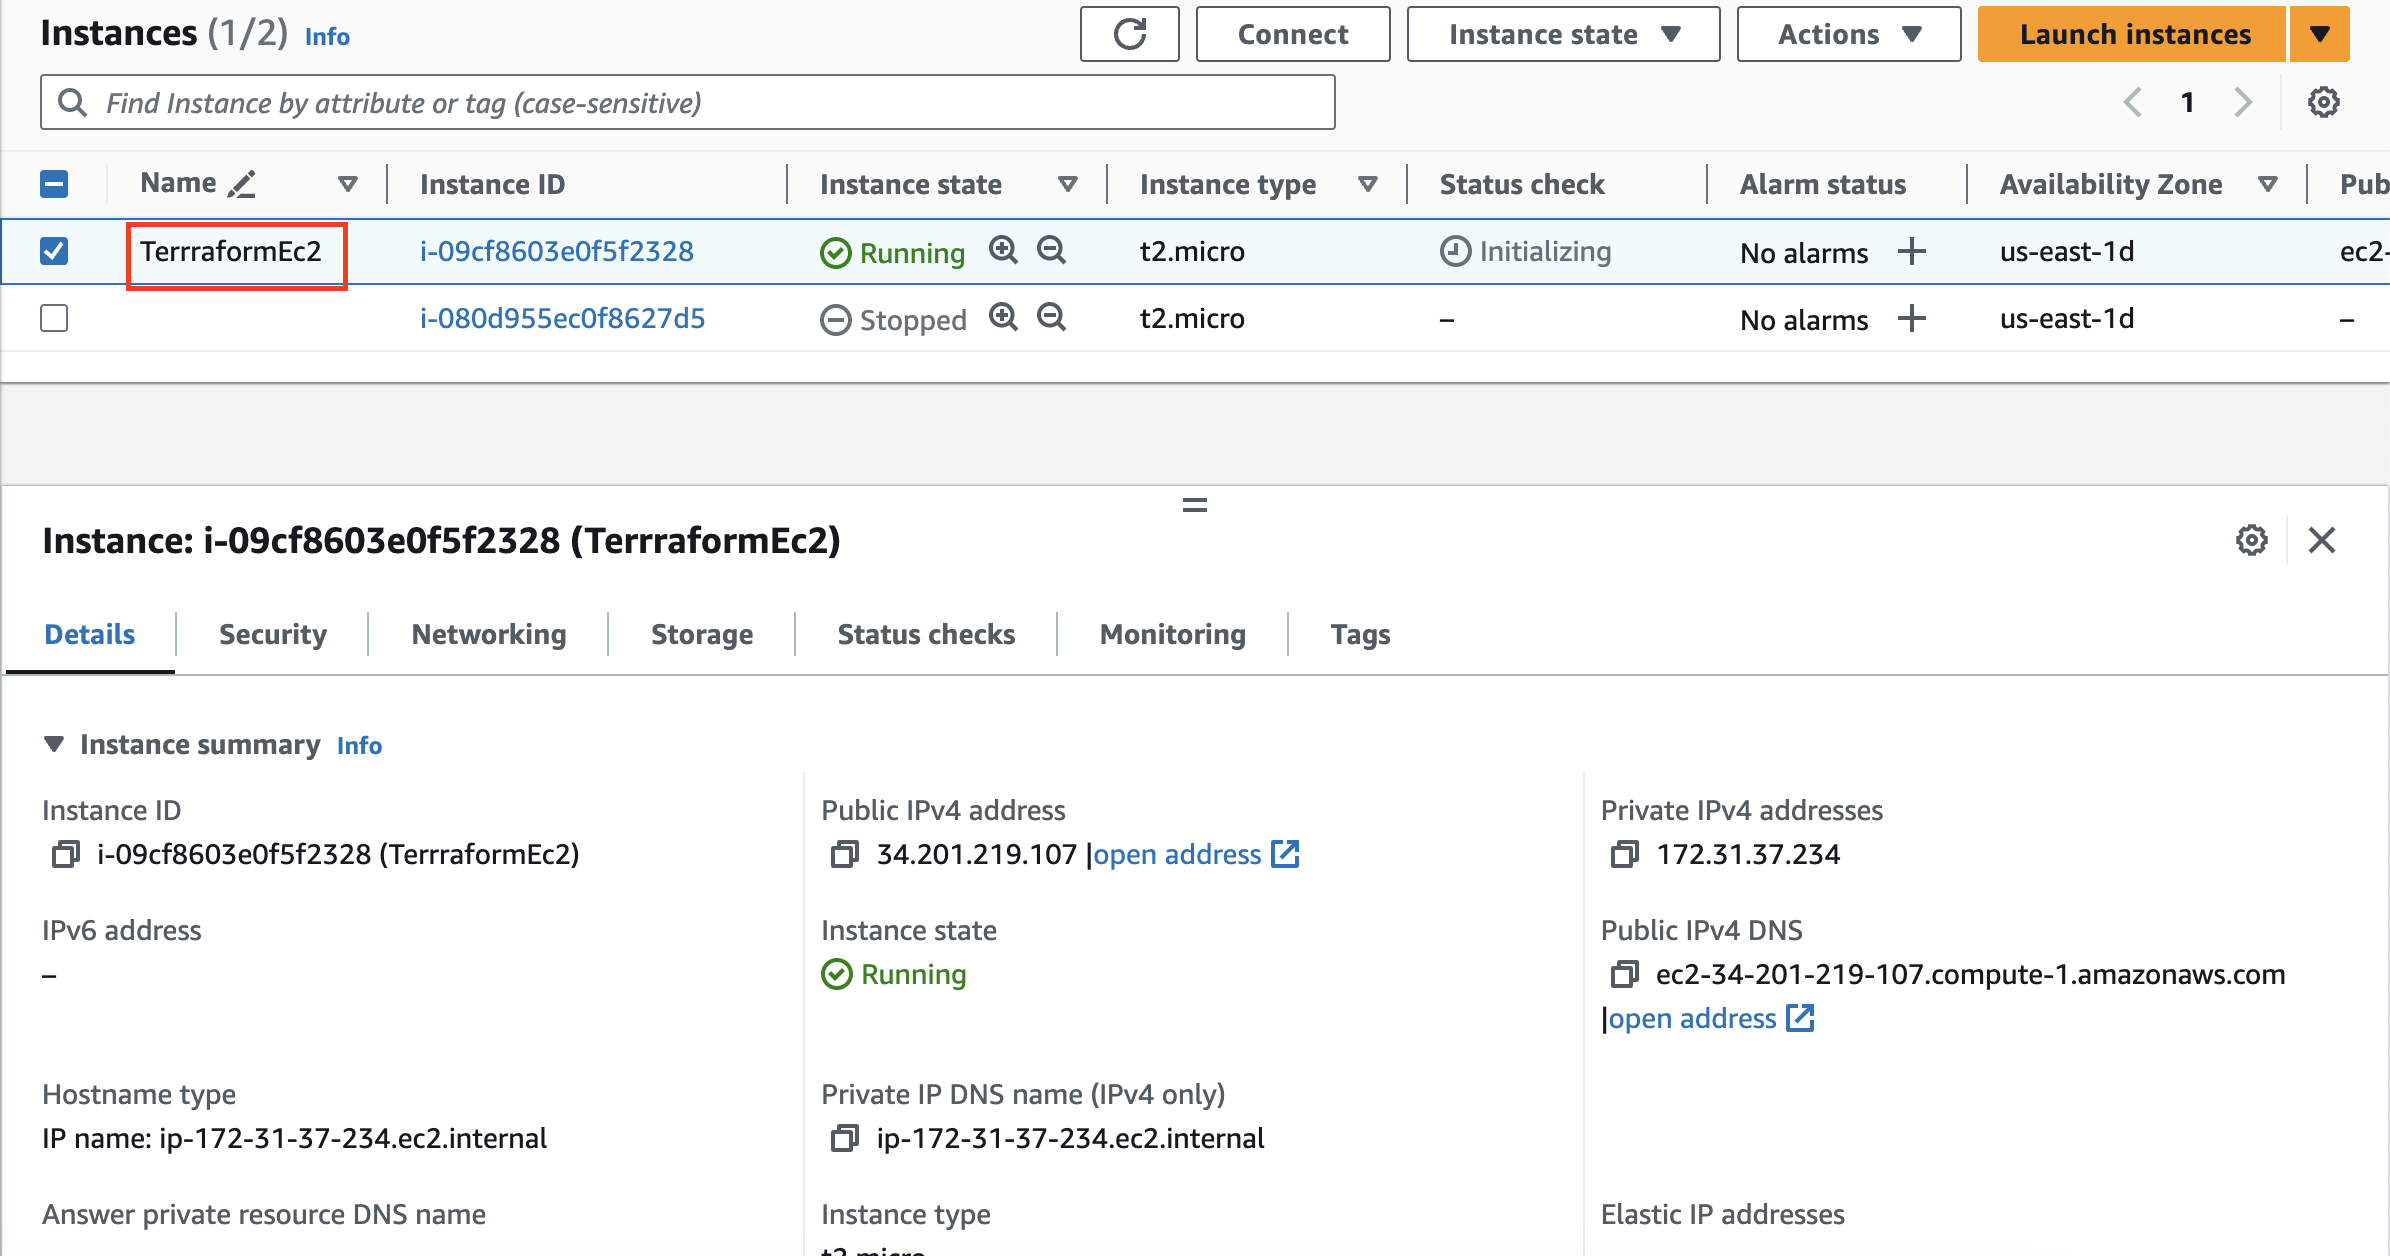 Instances (1/2) Info
Connect
Instance state
Actions
Launch instances
Find Instance by attribute or tag (case-sensitive)
1
Name Instance ID Instance state Instance type Status check Alarm status Availability Zone Pub
TerrraformEc2 i-09cf8603e0f5f2328 Running t2.micro Initializing No alarms + us-east-1d ec2-
i-080d955ec0f8627d5 Stopped t2.micro – No alarms + us-east-1d –
Instance: i-09cf8603e0f5f2328 (TerrraformEc2)
Details Security Networking Storage Status checks Monitoring Tags
Instance summary Info
Instance ID
i-09cf8603e0f5f2328 (TerrraformEc2)
Public IPv4 address
34.201.219.107 |open address
Private IPv4 addresses
172.31.37.234
IPv6 address
–
Instance state
Running
Public IPv4 DNS
ec2-34-201-219-107.compute-1.amazonaws.com
|open address
Hostname type
IP name: ip-172-31-37-234.ec2.internal
Private IP DNS name (IPv4 only)
ip-172-31-37-234.ec2.internal
Answer private resource DNS name
Instance type
t2.micro
Elastic IP addresses